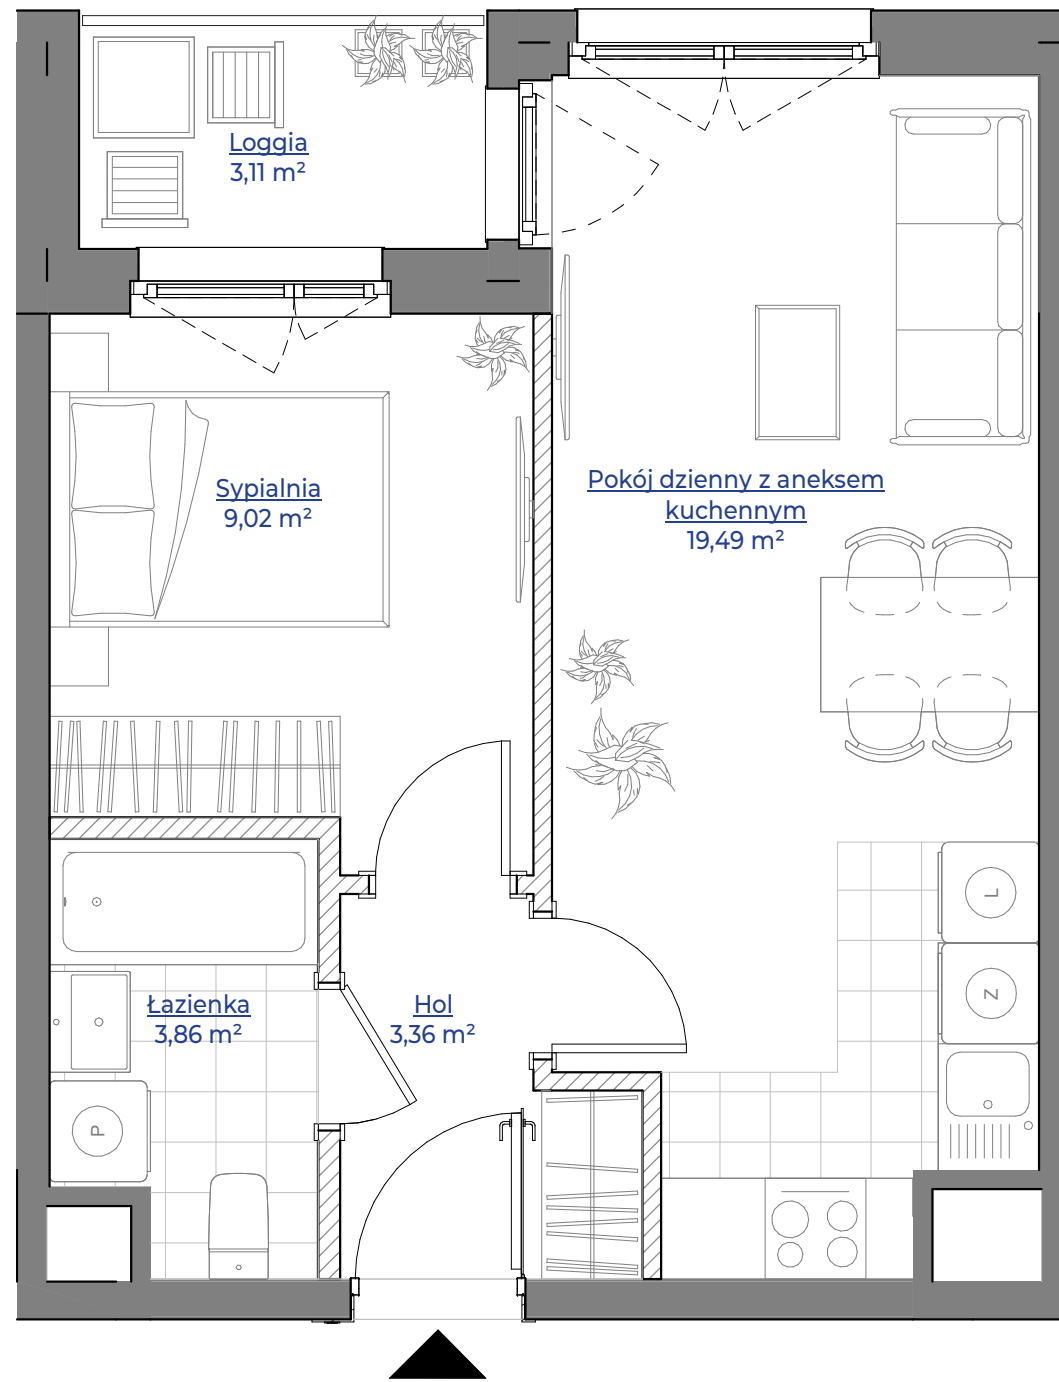 Loggia
3,11 m²
Sypialnia
9,02 m²
Pokój dzienny z aneksem
kuchennym
19,49 m²
L
Z
Łazienka
3,86 m²
Hol
3,36 m²
P